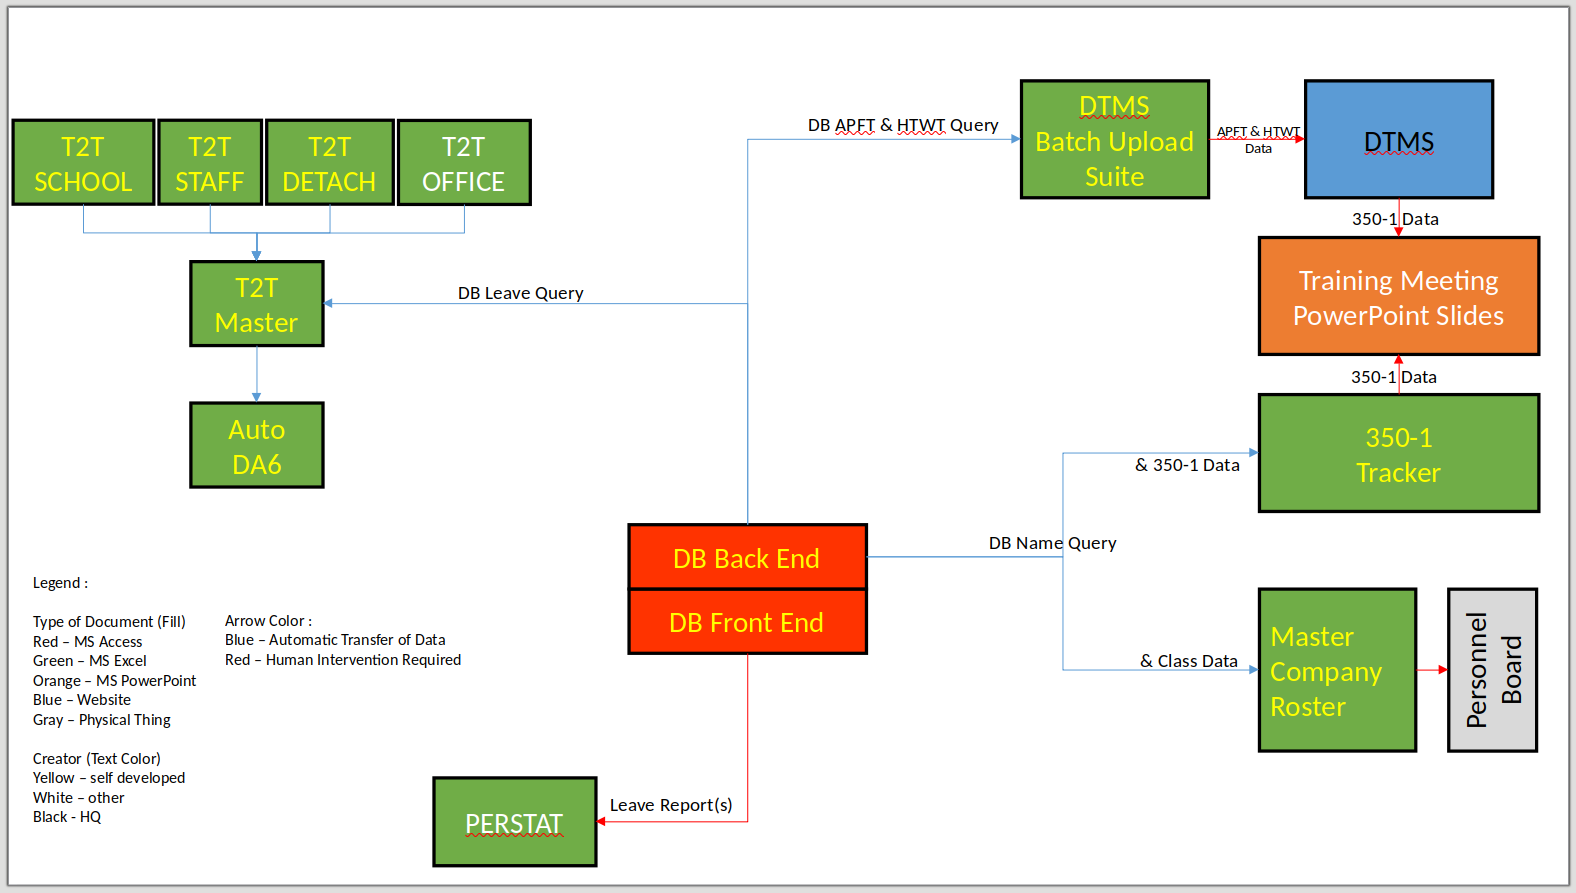 T2T
SCHOOL
T2T
STAFF
T2T
DETACH
T2T
OFFICE
T2T
Master
Auto
DA6
DB Leave Query
DB APFT & HTWT Query
DTMS
Batch Upload
Suite
APFT & HTWT
Data
DTMS
350-1 Data
Training Meeting
PowerPoint Slides
350-1 Data
350-1
Tracker
& 350-1 Data
DB Name Query
DB Back End
DB Front End
& Class Data
Master
Company
Roster
Personnel
Board
Leave Report(s)
PERSTAT
Legend :
Type of Document (Fill)
Red – MS Access
Green – MS Excel
Orange – MS PowerPoint
Blue – Website
Gray – Physical Thing
Creator (Text Color)
Yellow – self developed
White – other
Black - HQ
Arrow Color :
Blue – Automatic Transfer of Data
Red – Human Intervention Required